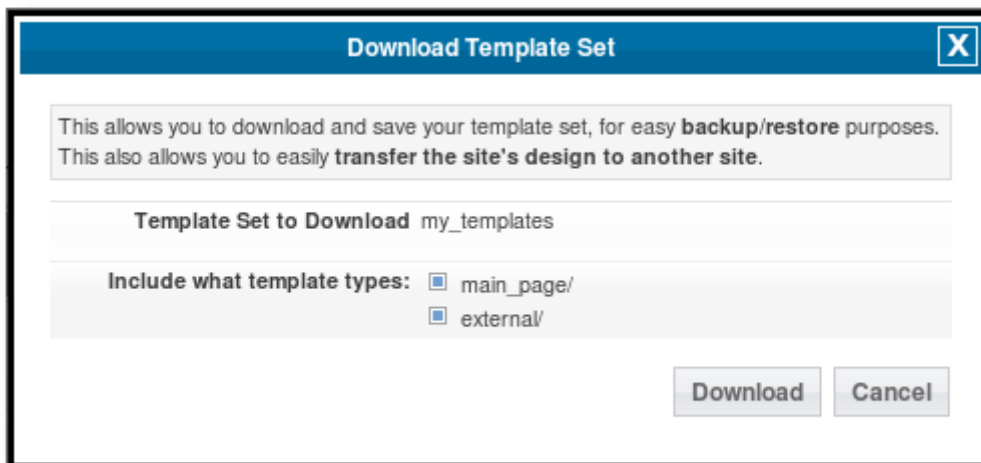 Download Template Set X
This allows you to download and save your template set, for easy backup/restore purposes.
This also allows you to easily transfer the site's design to another site.
Template Set to Download my_templates
Include what template types: main_page/
external/
Download Cancel